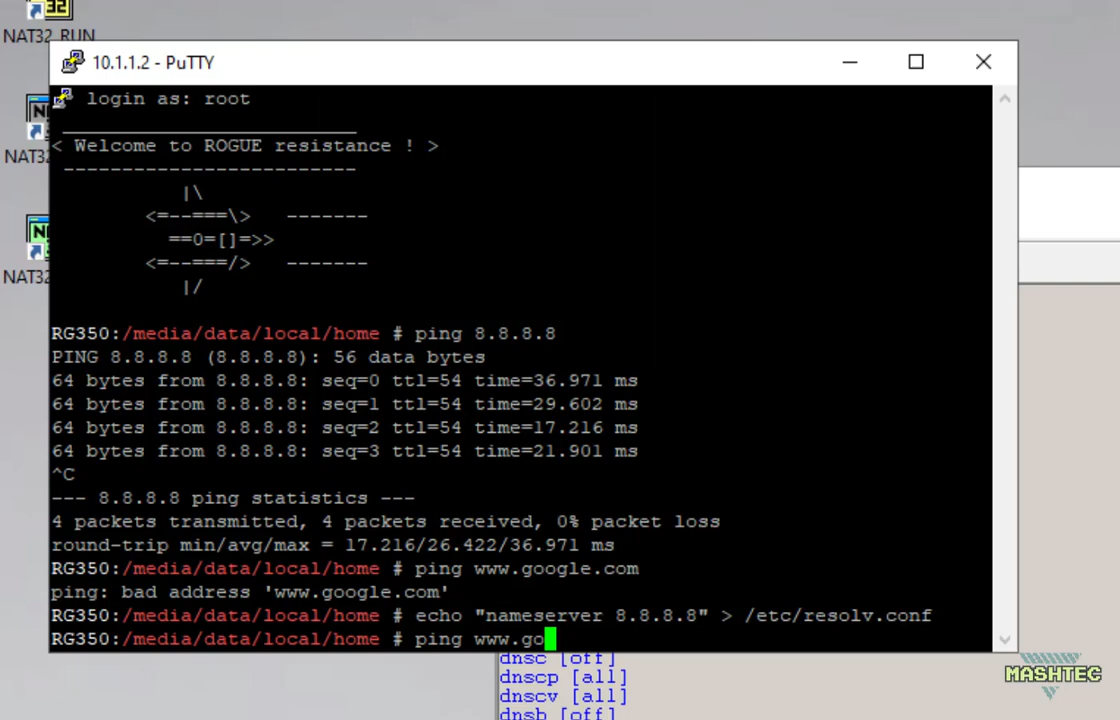 NAT32 RUN
10.1.1.2 - PuTTY
login as: root
_________________________
< Welcome to ROGUE resistance ! >
-------------------------
|\
<=--===\> -------
==0=[]=>>
<=--===/> -------
|/
NAT32
NAT32
RG350:/media/data/local/home # ping 8.8.8.8
PING 8.8.8.8 (8.8.8.8): 56 data bytes
64 bytes from 8.8.8.8: seq=0 ttl=54 time=36.971 ms
64 bytes from 8.8.8.8: seq=1 ttl=54 time=29.602 ms
64 bytes from 8.8.8.8: seq=2 ttl=54 time=17.216 ms
64 bytes from 8.8.8.8: seq=3 ttl=54 time=21.901 ms
^C
--- 8.8.8.8 ping statistics ---
4 packets transmitted, 4 packets received, 0% packet loss
round-trip min/avg/max = 17.216/26.422/36.971 ms
RG350:/media/data/local/home # ping www.google.com
ping: bad address 'www.google.com'
RG350:/media/data/local/home # echo "nameserver 8.8.8.8" > /etc/resolv.conf
RG350:/media/data/local/home # ping www.go
dnsc [off]
dnscp [all]
dnscv [all]
dnsb [off]
MASHTEC